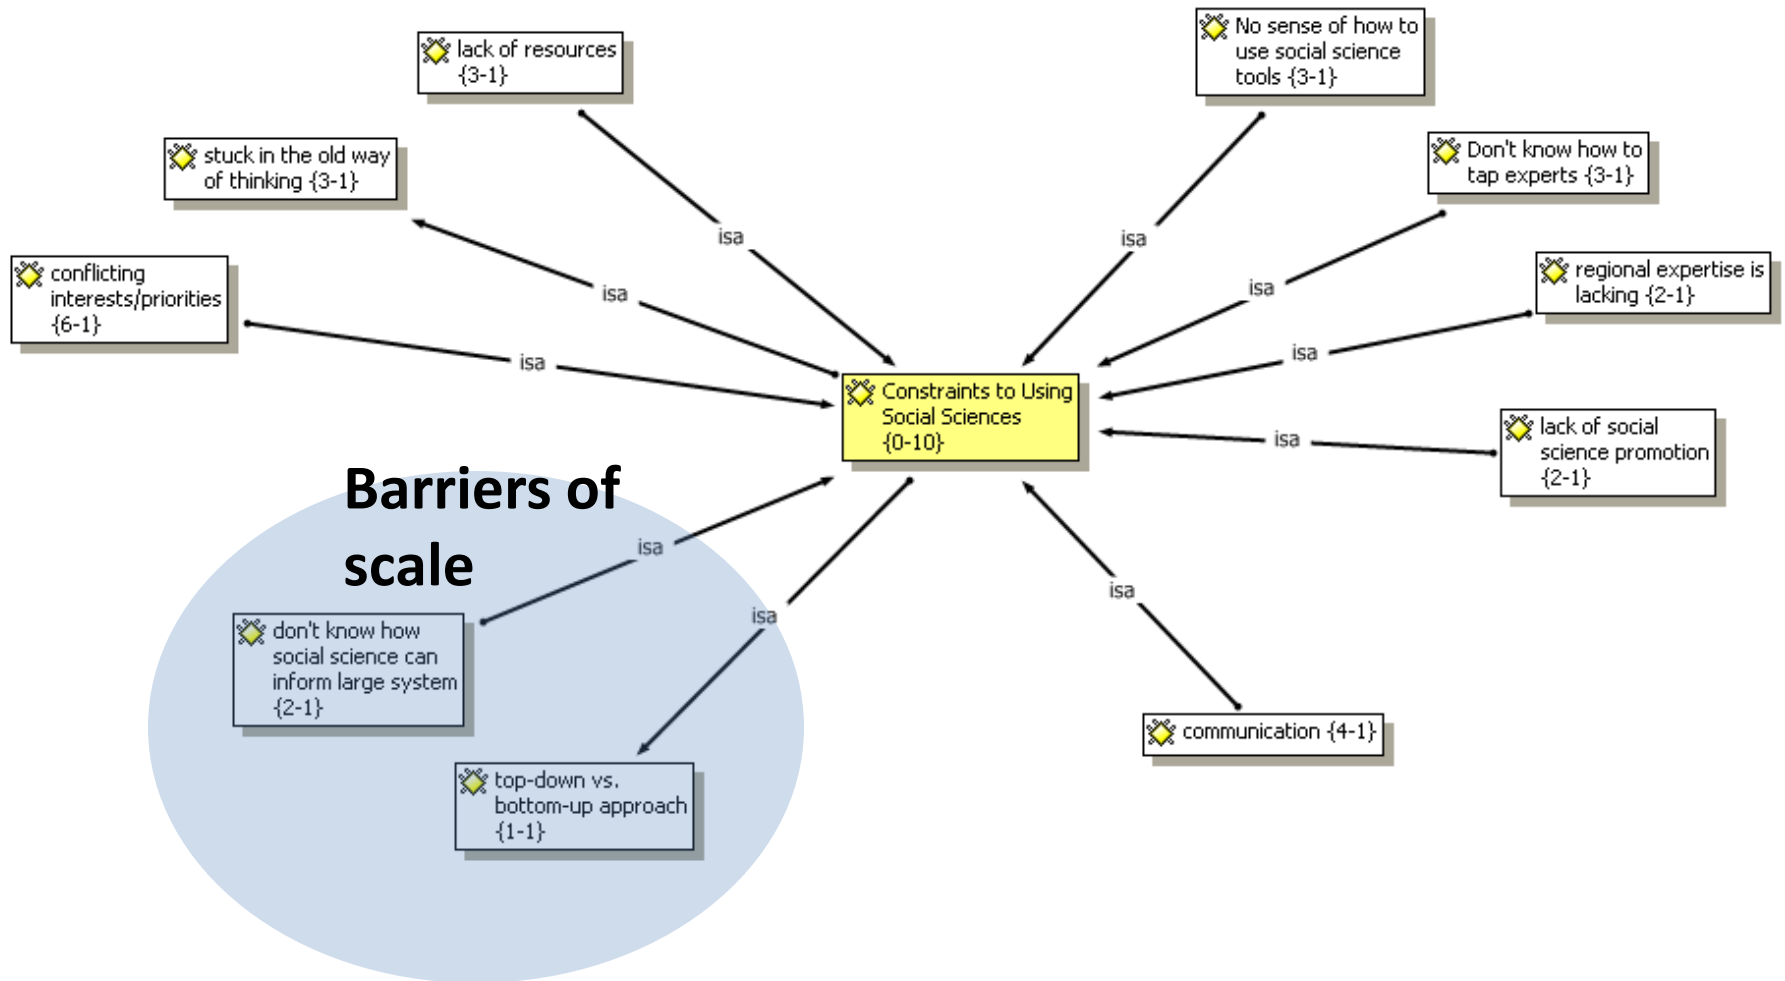 lack of resources
{3-1}
No sense of how to
use social science
tools {3-1}
stuck in the old way
of thinking {3-1}
Don't know how to
tap experts {3-1}
conflicting
interests/priorities
{6-1}
regional expertise is
lacking {2-1}
isa
isa
isa
isa
isa
isa
Constraints to Using
Social Sciences
{0-10}
lack of social
science promotion
{2-1}
isa
Barriers of
scale
isa
isa
isa
don't know how
social science can
inform large system
{2-1}
communication {4-1}
top-down vs.
bottom-up approach
{1-1}